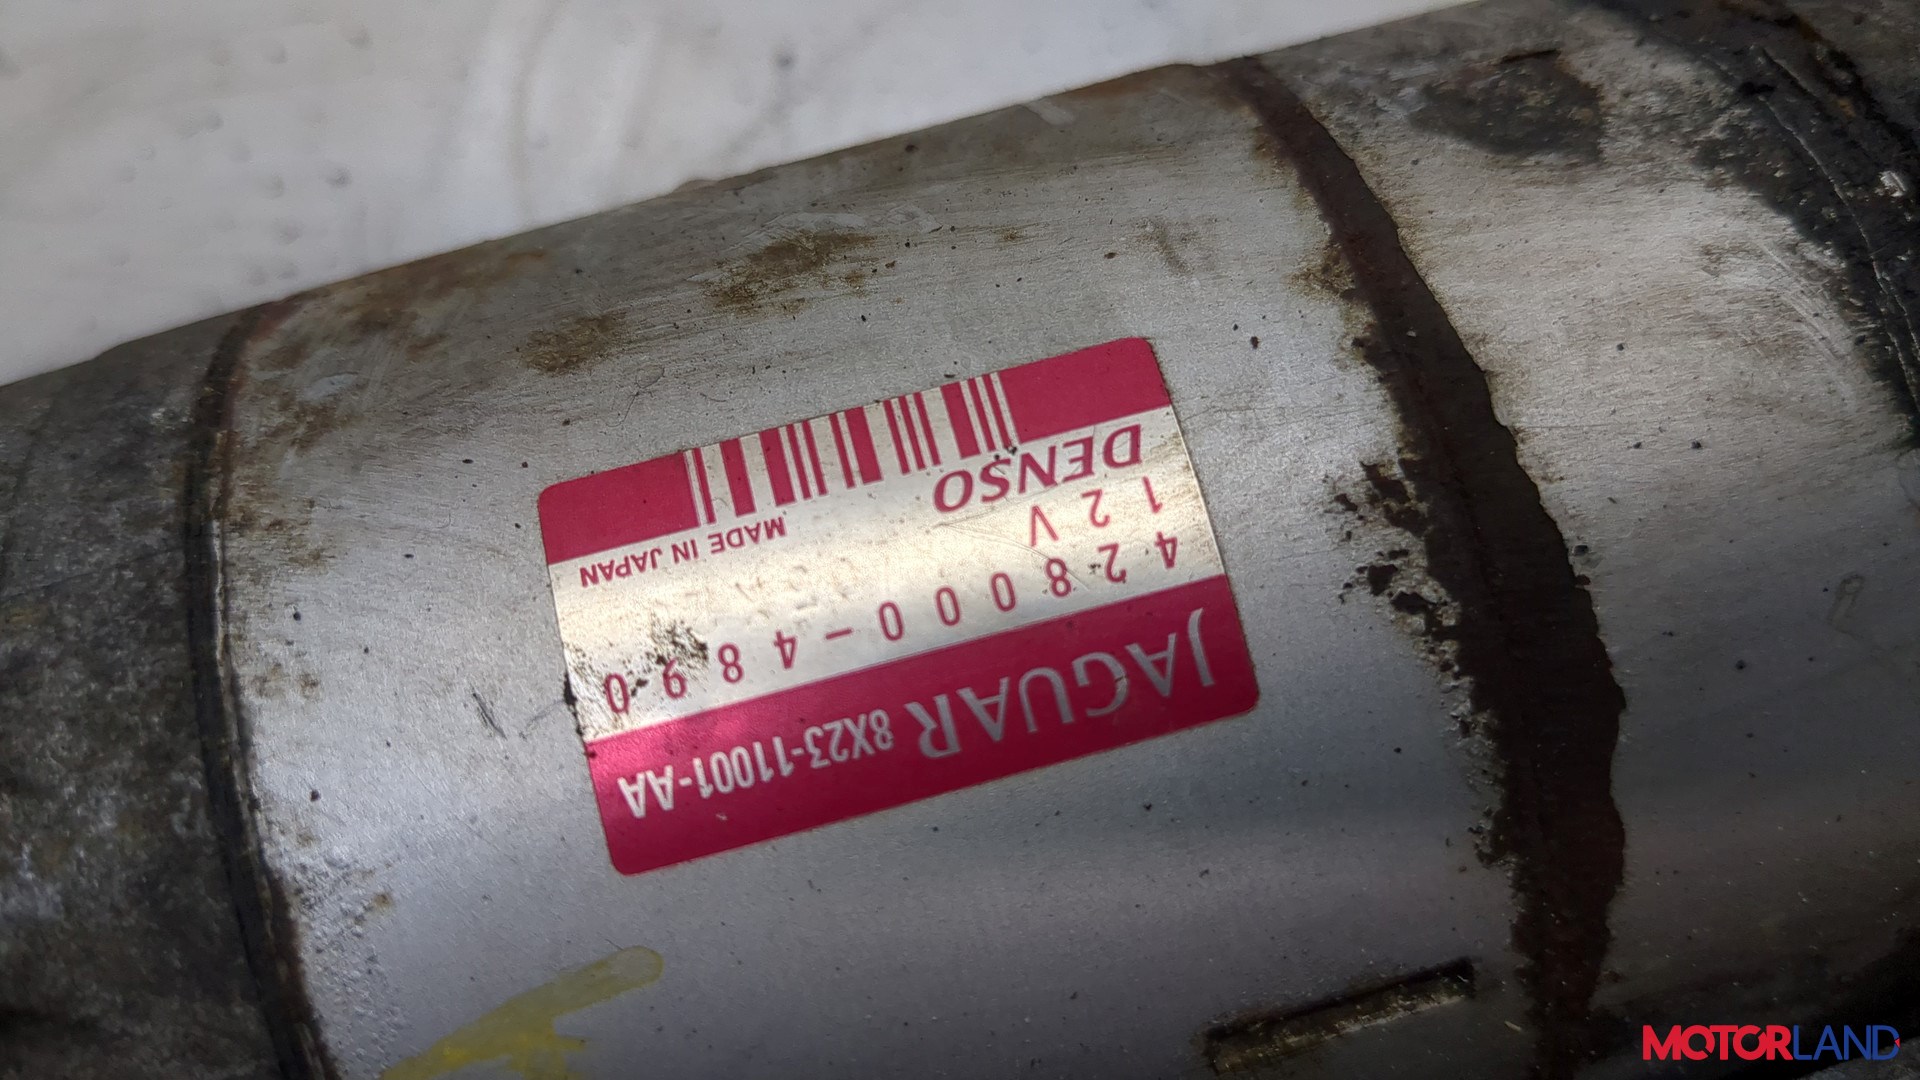 JAGUAR 8X23-11001-AA
428000-4890
12V
DENSO MADE IN JAPAN
MOTORLAND